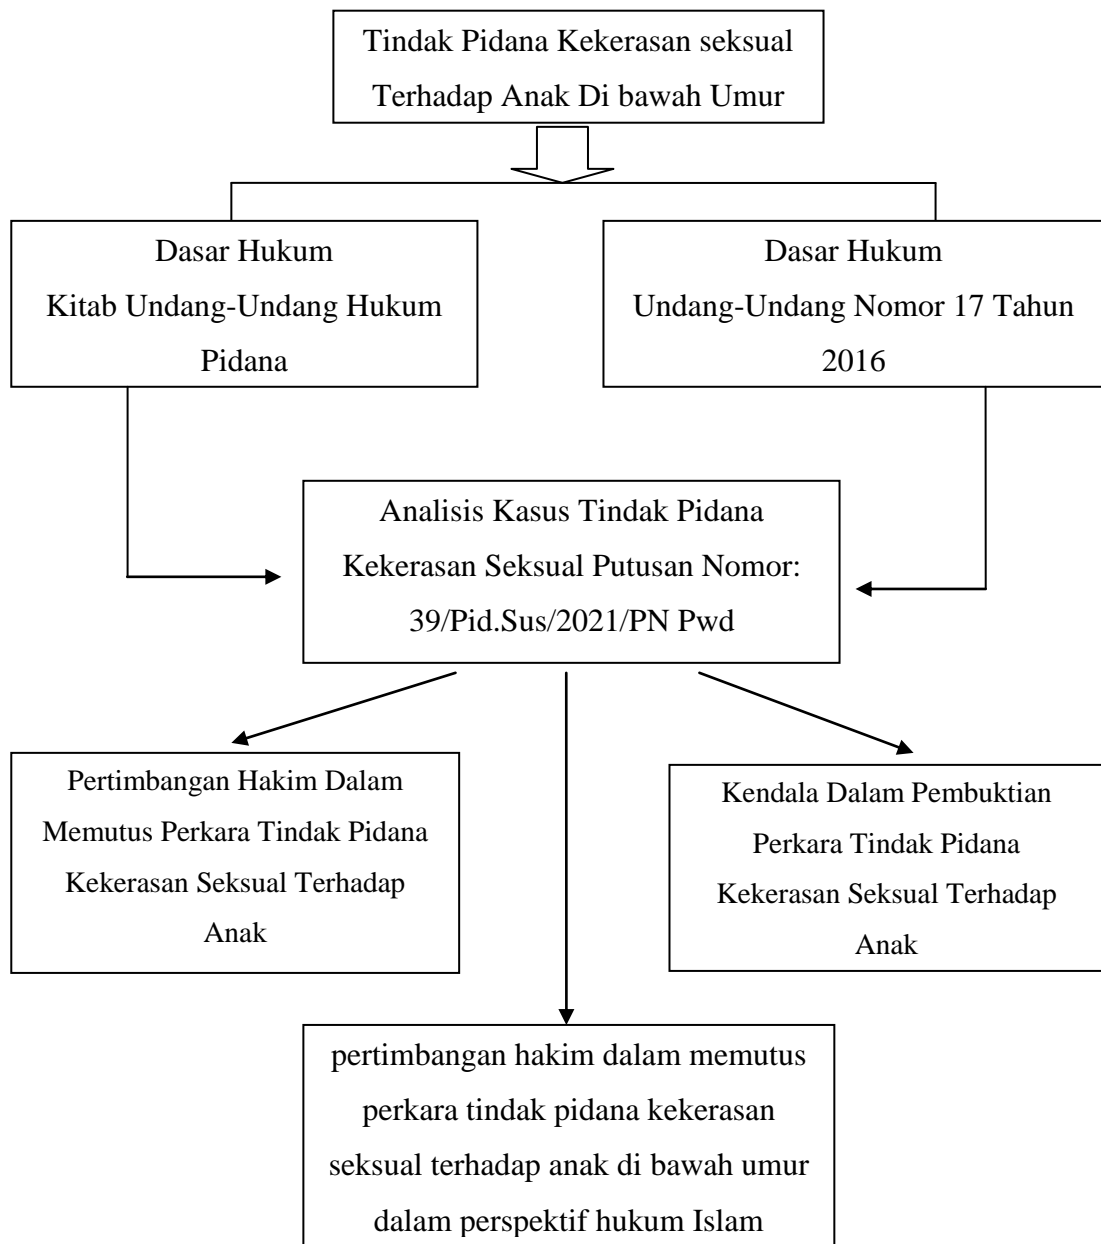 Tindak Pidana Kekerasan seksual
Terhadap Anak Di bawah Umur
Dasar Hukum
Kitab Undang-Undang Hukum
Pidana
Dasar Hukum
Undang-Undang Nomor 17 Tahun
2016
Analisis Kasus Tindak Pidana
Kekerasan Seksual Putusan Nomor:
39/Pid.Sus/2021/PN Pwd
Pertimbangan Hakim Dalam
Memutus Perkara Tindak Pidana
Kekerasan Seksual Terhadap
Anak
Kendala Dalam Pembuktian
Perkara Tindak Pidana
Kekerasan Seksual Terhadap
Anak
pertimbangan hakim dalam memutus
perkara tindak pidana kekerasan
seksual terhadap anak di bawah umur
dalam perspektif hukum Islam